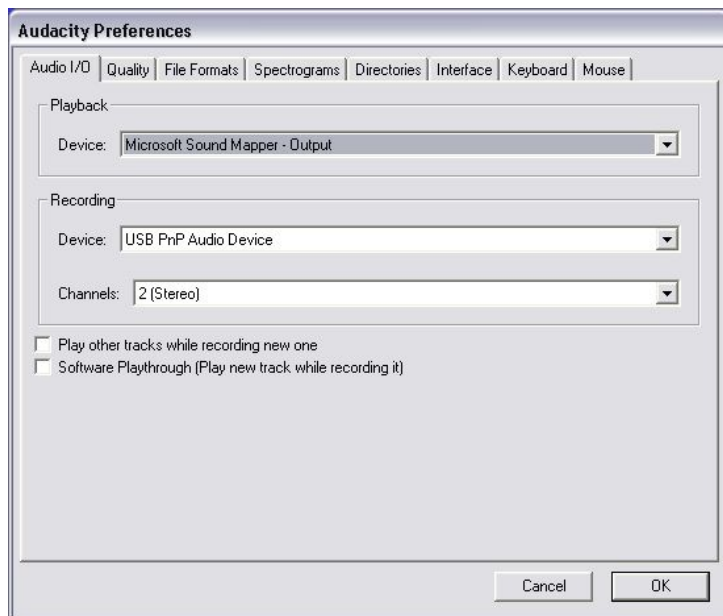 Audacity Preferences
Audio I/O Quality File Formats Spectrograms Directories Interface Keyboard Mouse
Playback
Device: Microsoft Sound Mapper - Output
Recording
Device: USB PnP Audio Device
Channels: 2 (Stereo)
Play other tracks while recording new one
Software Playthrough (Play new track while recording it)
Cancel OK